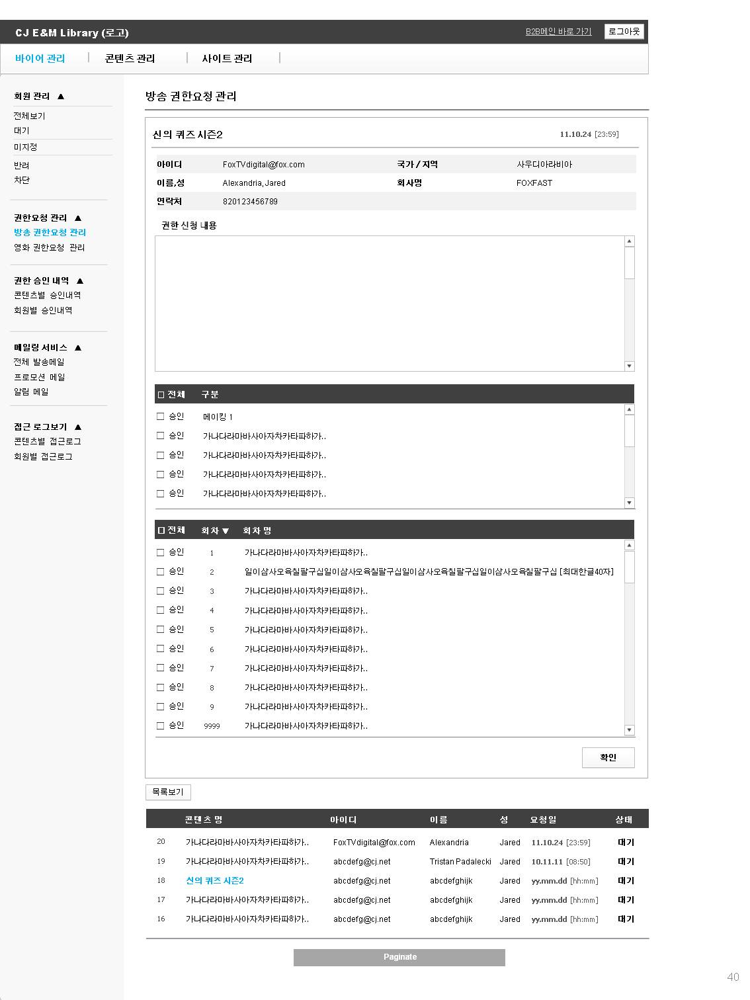 CJ E&M Library (로고)
B2B메인 바로 가기
로그아웃
바이어 관리
콘텐츠 관리
사이트 관리
회원 관리 ▲
전체보기
대기
미지정
반려
차단
권한요청 관리 ▲
방송 권한요청 관리
영화 권한요청 관리
권한 승인 내역 ▲
콘텐츠별 승인내역
회원별 승인내역
메일링 서비스 ▲
전체 발송메일
프로모션 메일
알림 메일
접근 로그보기 ▲
콘텐츠별 접근로그
회원별 접근로그
방송 권한요청 관리
신의 퀴즈 시즌2 11.10.24 [23:59]
아이디 FoxTVdigital@fox.com 국가 / 지역 사우디아라비아
이름,성 Alexandria,Jared 회사명 FOXFAST
연락처 820123456789
권한 신청 내용
□ 전체 구분
□ 승인 메이킹 1
□ 승인 가나다라마바사아자차카타파하가..
□ 승인 가나다라마바사아자차카타파하가..
□ 승인 가나다라마바사아자차카타파하가..
□ 승인 가나다라마바사아자차카타파하가..
□ 전체 회차 ▼ 회차 명
□ 승인 1 가나다라마바사아자차카타파하가..
□ 승인 2 일이삼사오육칠팔구십일이삼사오육칠팔구십일이삼사오육칠팔구십일이삼사오육칠팔구십 [최대한글40자]
□ 승인 3 가나다라마바사아자차카타파하가..
□ 승인 4 가나다라마바사아자차카타파하가..
□ 승인 5 가나다라마바사아자차카타파하가..
□ 승인 6 가나다라마바사아자차카타파하가..
□ 승인 7 가나다라마바사아자차카타파하가..
□ 승인 8 가나다라마바사아자차카타파하가..
□ 승인 9 가나다라마바사아자차카타파하가..
□ 승인 9999 가나다라마바사아자차카타파하가..
확인
목록보기
콘텐츠 명 아이디 이름 성 요청일 상태
20 가나다라마바사아자차카타파하가.. FoxTVdigital@fox.com Alexandria Jared 11.10.24 [23:59] 대기
19 가나다라마바사아자차카타파하가.. abcdefg@cj.net Tristan Padalecki Jared 10.11.11 [08:50] 대기
18 신의 퀴즈 시즌2 abcdefg@cj.net abcdefghijk Jared yy.mm.dd [hh:mm] 대기
17 가나다라마바사아자차카타파하가.. abcdefg@cj.net abcdefghijk Jared yy.mm.dd [hh:mm] 대기
16 가나다라마바사아자차카타파하가.. abcdefg@cj.net abcdefghijk Jared yy.mm.dd [hh:mm] 대기
Paginate
40